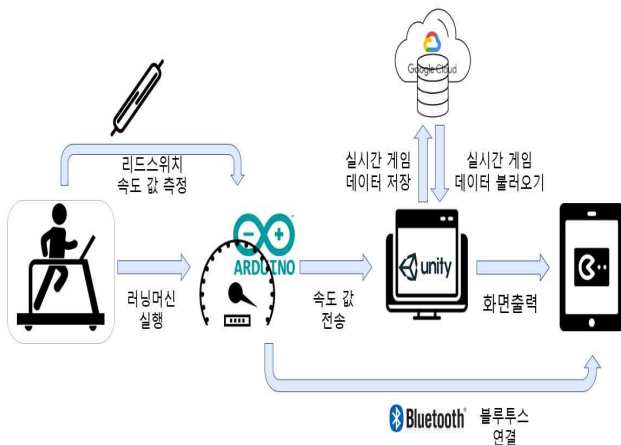 Google Cloud
실시간 게임
데이터 저장
실시간 게임
데이터 불러오기
리드스위치
속도 값 측정
ARDUINO
unity
러닝머신
실행
속도 값
전송
화면출력
Bluetooth
블루투스
연결